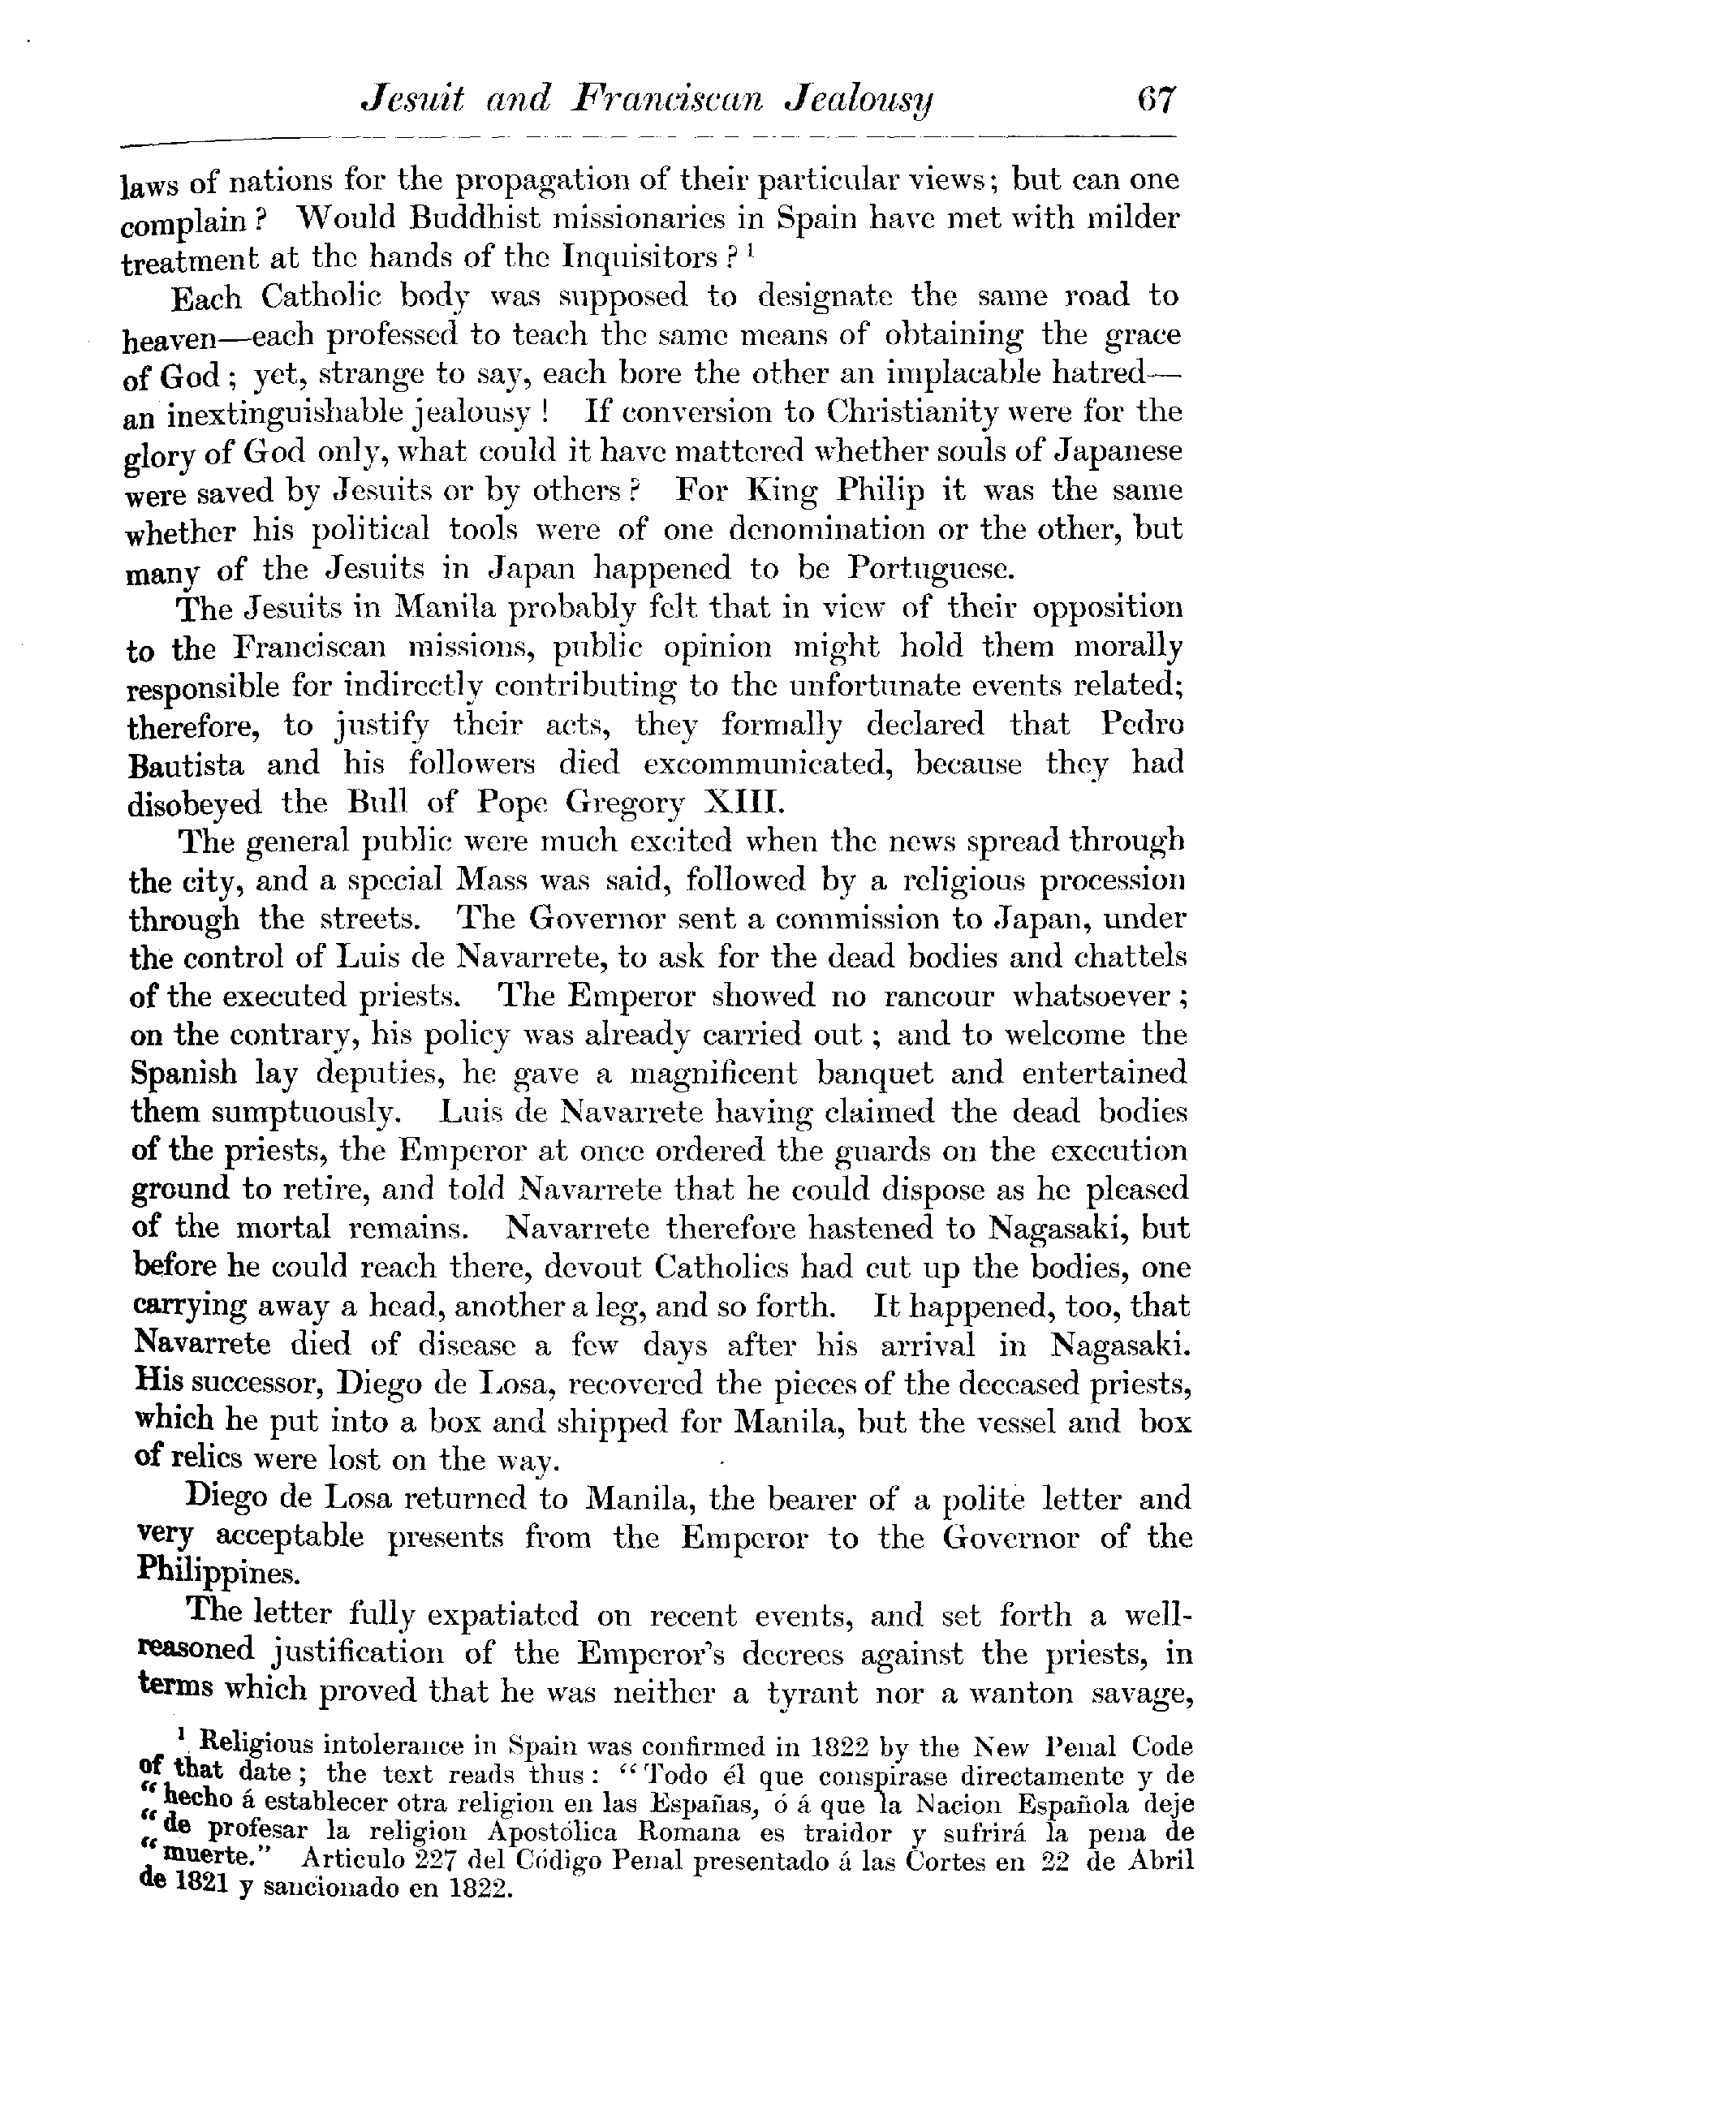 Jesuit and Franciscan Jealousy 67
laws of nations for the propagation of their particular views; but can one
complain ? Would Buddhist missionaries in Spain have met with milder
treatment at the hands of the Inquisitors ? ¹
Each Catholic body was supposed to designate the same road to
heaven—each professed to teach the same means of obtaining the grace
of God ; yet, strange to say, each bore the other an implacable hatred—
an inextinguishable jealousy ! If conversion to Christianity were for the
glory of God only, what could it have mattered whether souls of Japanese
were saved by Jesuits or by others ? For King Philip it was the same
whether his political tools were of one denomination or the other, but
many of the Jesuits in Japan happened to be Portuguese.
The Jesuits in Manila probably felt that in view of their opposition
to the Franciscan missions, public opinion might hold them morally
responsible for indirectly contributing to the unfortunate events related;
therefore, to justify their acts, they formally declared that Pedro
Bautista and his followers died excommunicated, because they had
disobeyed the Bull of Pope Gregory XIII.
The general public were much excited when the news spread through
the city, and a special Mass was said, followed by a religious procession
through the streets. The Governor sent a commission to Japan, under
the control of Luis de Navarrete, to ask for the dead bodies and chattels
of the executed priests. The Emperor showed no rancour whatsoever ;
on the contrary, his policy was already carried out ; and to welcome the
Spanish lay deputies, he gave a magnificent banquet and entertained
them sumptuously. Luis de Navarrete having claimed the dead bodies
of the priests, the Emperor at once ordered the guards on the execution
ground to retire, and told Navarrete that he could dispose as he pleased
of the mortal remains. Navarrete therefore hastened to Nagasaki, but
before he could reach there, devout Catholics had cut up the bodies, one
carrying away a head, another a leg, and so forth. It happened, too, that
Navarrete died of disease a few days after his arrival in Nagasaki.
His successor, Diego de Losa, recovered the pieces of the deceased priests,
which he put into a box and shipped for Manila, but the vessel and box
of relics were lost on the way.
Diego de Losa returned to Manila, the bearer of a polite letter and
very acceptable presents from the Emperor to the Governor of the
Philippines.
The letter fully expatiated on recent events, and set forth a well-
reasoned justification of the Emperor's decrees against the priests, in
terms which proved that he was neither a tyrant nor a wanton savage,
¹ Religious intolerance in Spain was confirmed in 1822 by the New Penal Code
of that date ; the text reads thus : “Todo él que conspirase directamente y de
“hecho á establecer otra religion en las Españas, ó á que la Nacion Española deje
“de profesar la religion Apostólica Romana es traidor y sufrirá la pena de
“muerte.” Articulo 227 del Código Penal presentado á las Cortes en 22 de Abril
de 1821 y sancionado en 1822.